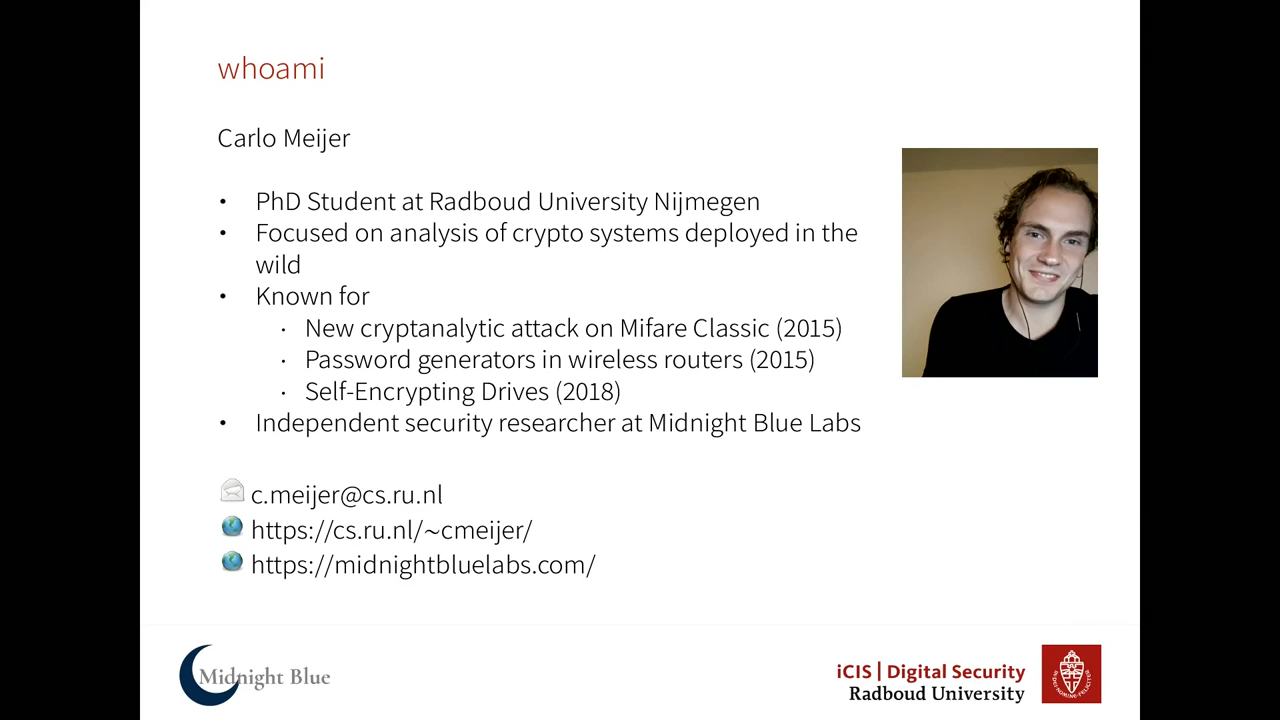 whoami
Carlo Meijer
• PhD Student at Radboud University Nijmegen
• Focused on analysis of crypto systems deployed in the
wild
• Known for
· New cryptanalytic attack on Mifare Classic (2015)
· Password generators in wireless routers (2015)
· Self-Encrypting Drives (2018)
• Independent security researcher at Midnight Blue Labs
c.meijer@cs.ru.nl
https://cs.ru.nl/~cmeijer/
https://midnightbluelabs.com/
Midnight Blue
iCIS | Digital Security
Radboud University